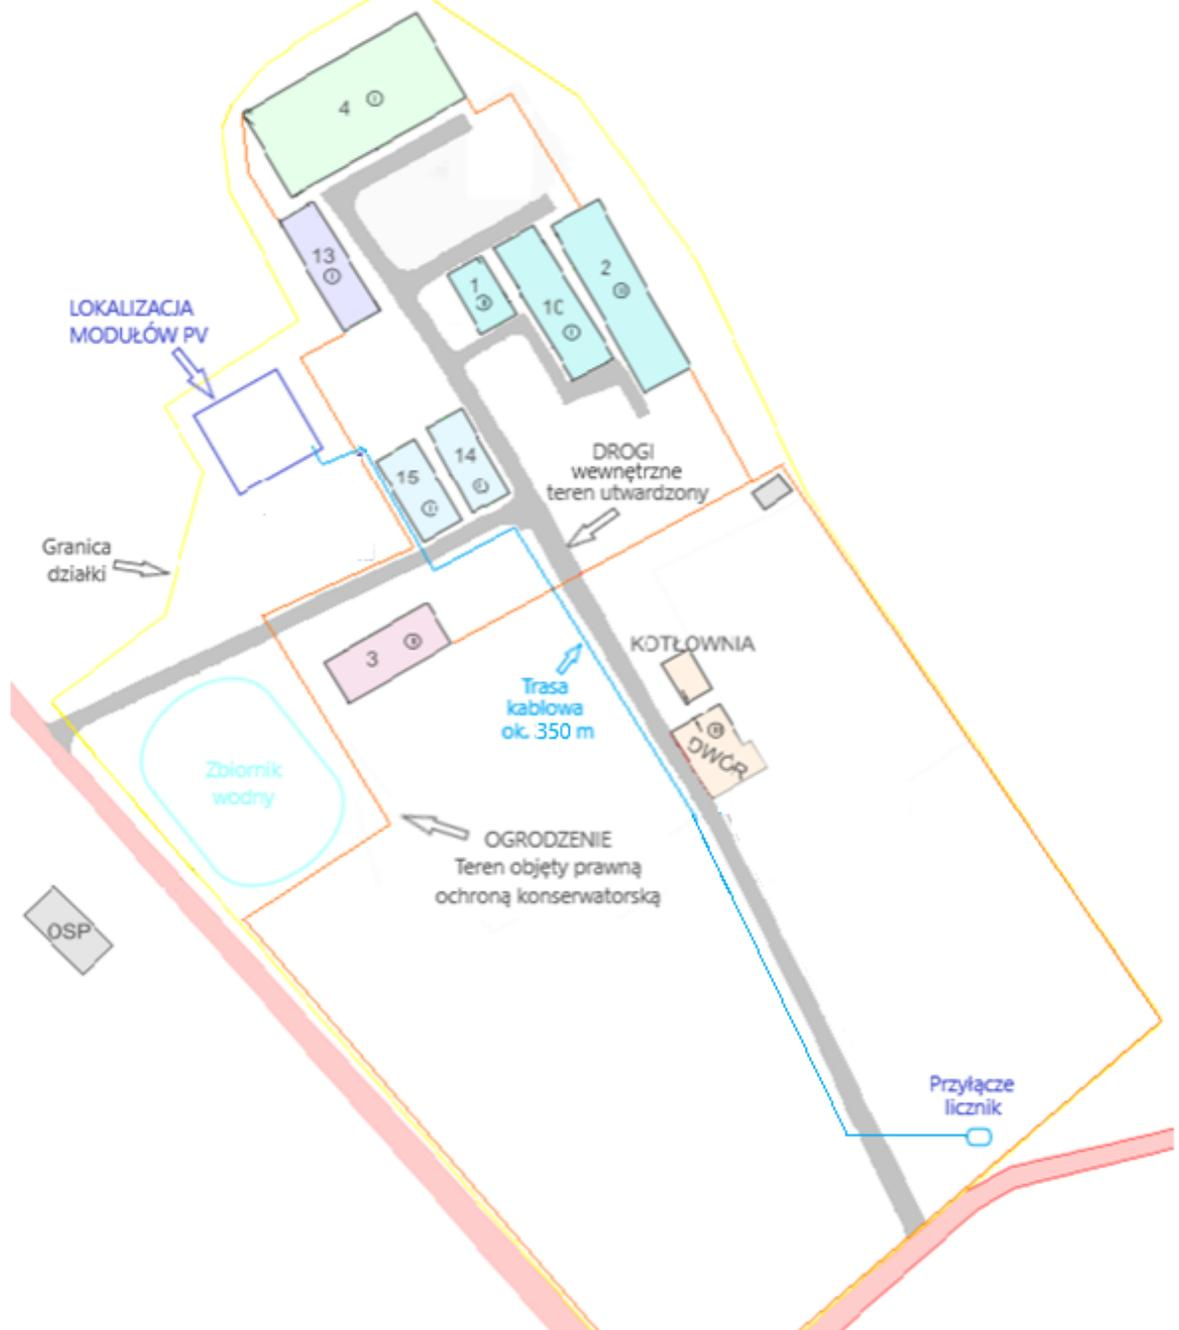 4
13
1
10
2
LOKALIZACJA
MODUŁÓW PV
15
14
DROGI
wewnętrzne
teren utwardzony
Granica
działki
3
KOTŁOWNIA
Trasa
kablowa
ok. 350 m
DWÓR
Zbiornik
wodny
OGRODZENIE
Teren objęty prawną
ochroną konserwatorską
OSP
Przyłącze
licznik